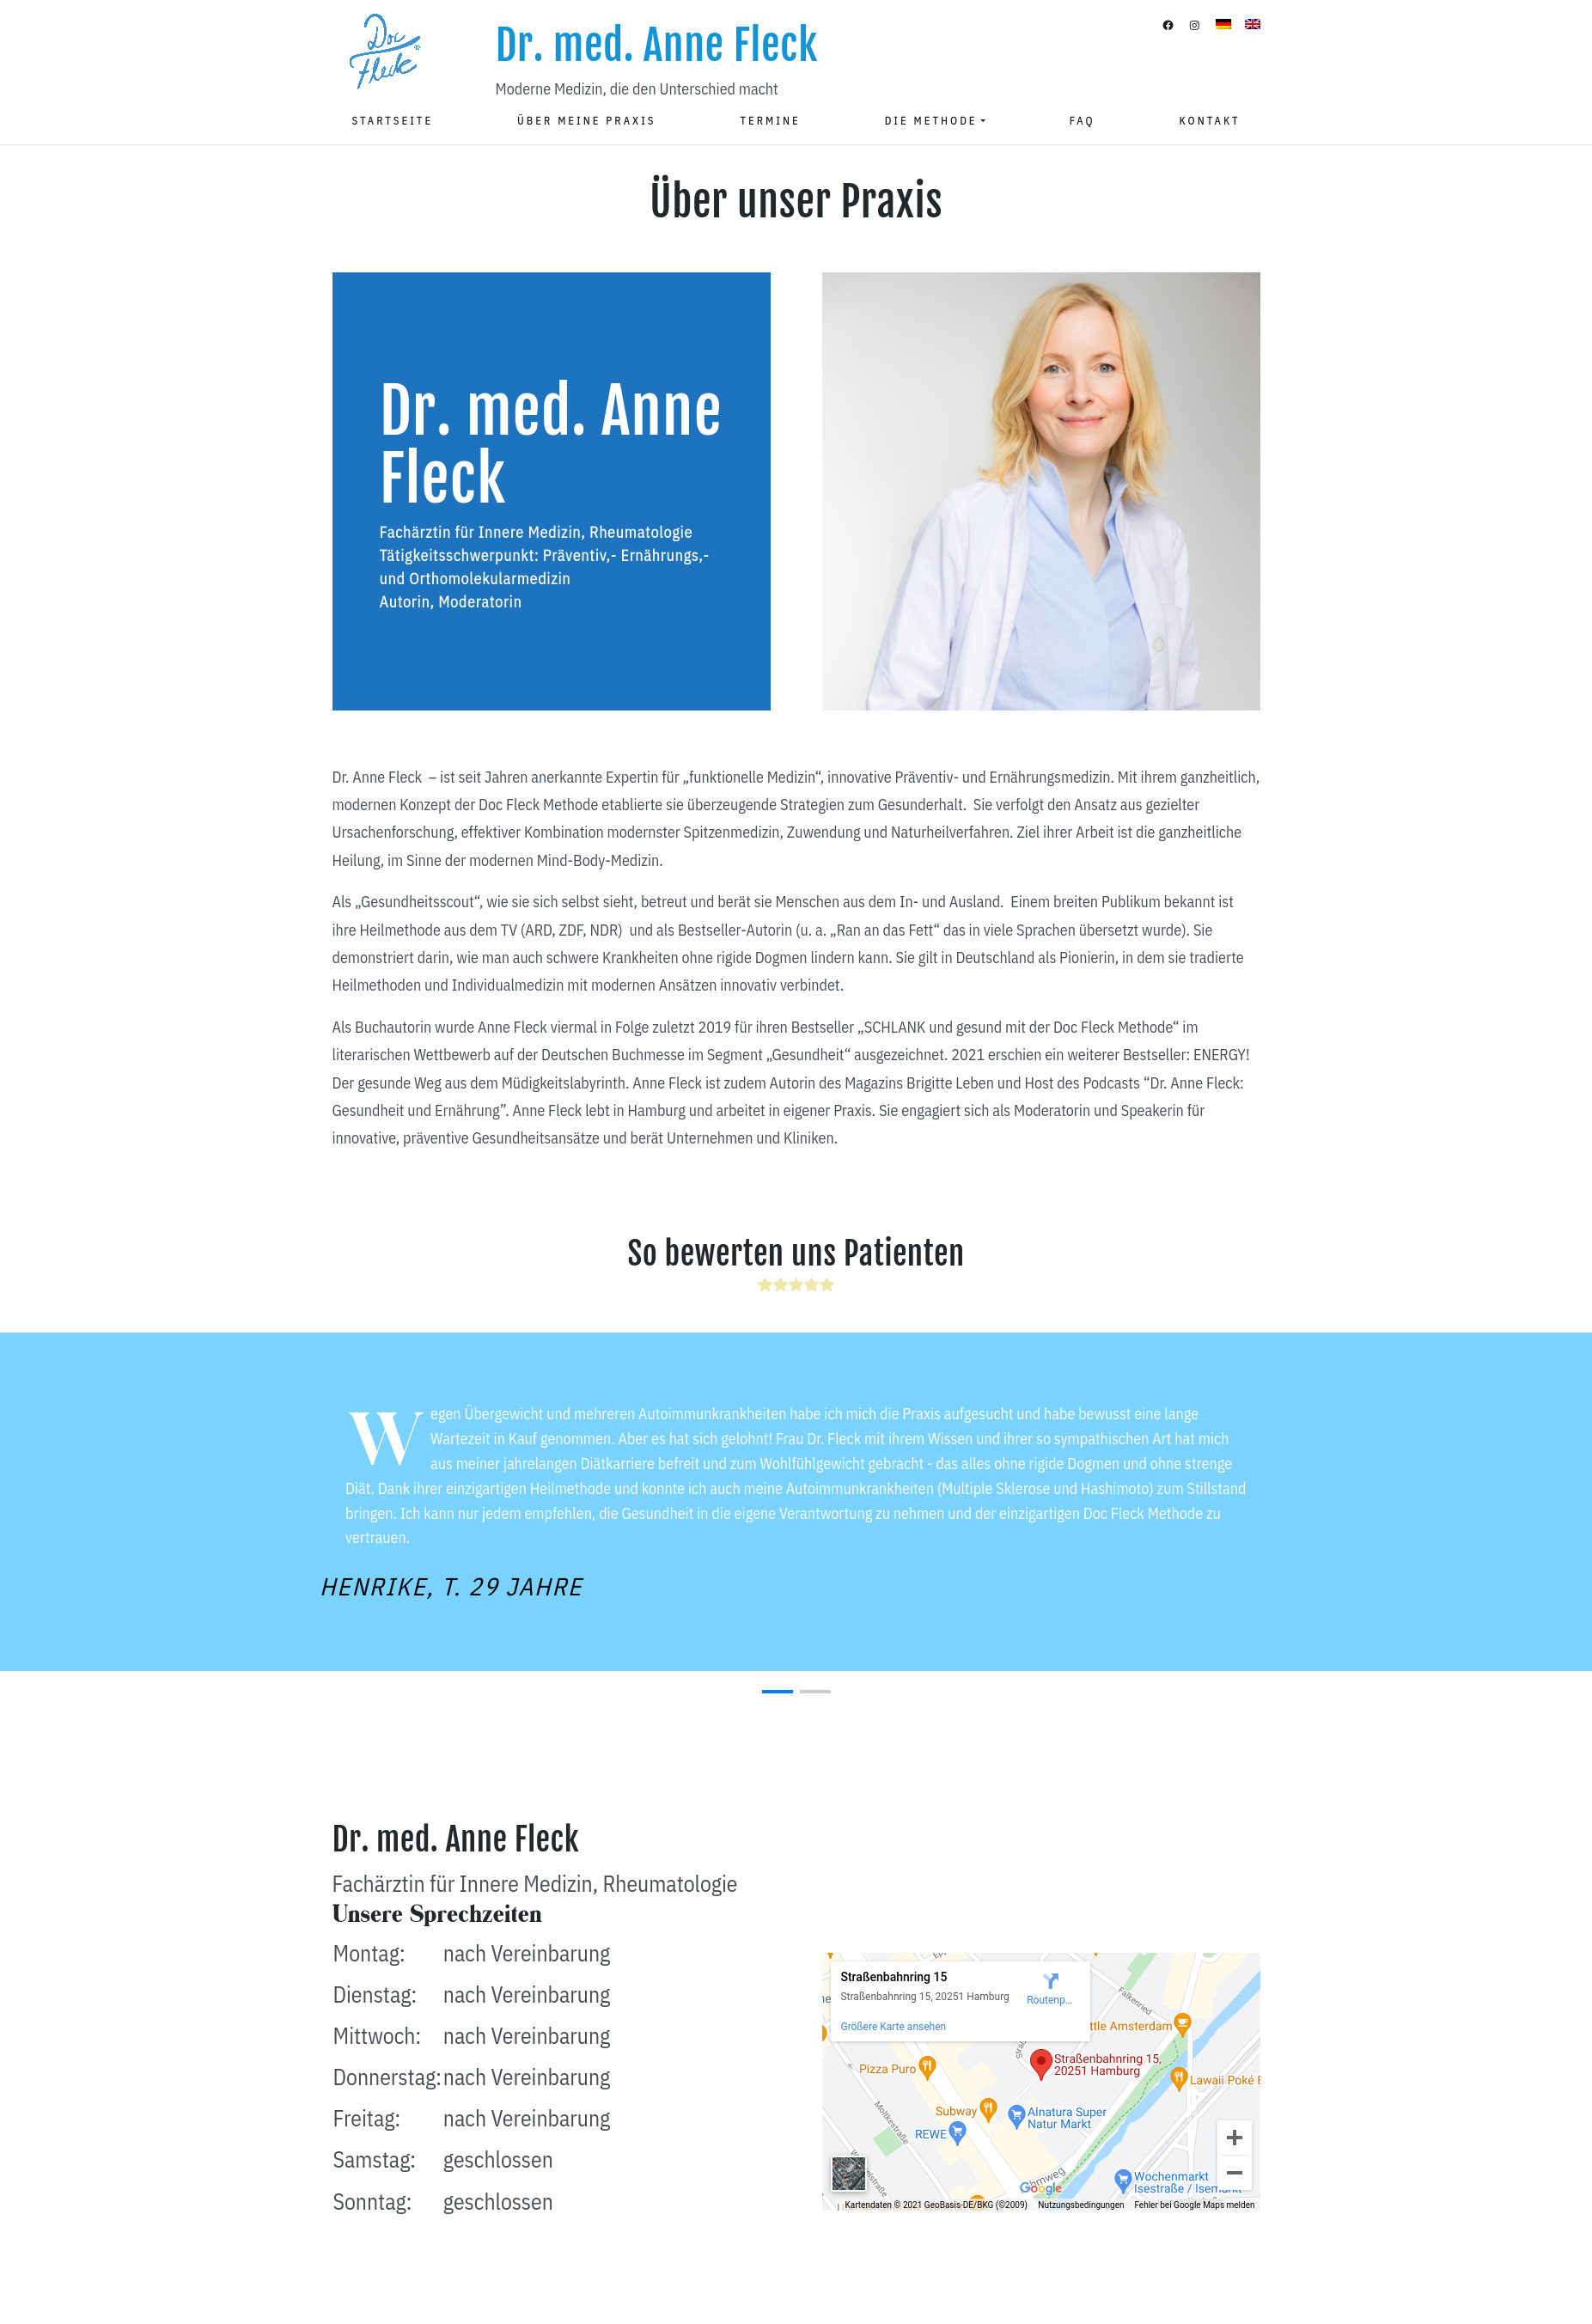 Doc
Fleck
Dr. med. Anne Fleck
Moderne Medizin, die den Unterschied macht
STARTSEITE
ÜBER MEINE PRAXIS
TERMINE
DIE METHODE
FAQ
KONTAKT
Über unser Praxis
Dr. med. Anne
Fleck
Fachärztin für Innere Medizin, Rheumatologie
Tätigkeitsschwerpunkt: Präventiv,- Ernährungs,-
und Orthomolekularmedizin
Autorin, Moderatorin
Dr. Anne Fleck  – ist seit Jahren anerkannte Expertin für „funktionelle Medizin“, innovative Präventiv- und Ernährungsmedizin. Mit ihrem ganzheitlich,
modernen Konzept der Doc Fleck Methode etablierte sie überzeugende Strategien zum Gesunderhalt.  Sie verfolgt den Ansatz aus gezielter
Ursachenforschung, effektiver Kombination modernster Spitzenmedizin, Zuwendung und Naturheilverfahren. Ziel ihrer Arbeit ist die ganzheitliche
Heilung, im Sinne der modernen Mind-Body-Medizin.
Als „Gesundheitsscout“, wie sie sich selbst sieht, betreut und berät sie Menschen aus dem In- und Ausland.  Einem breiten Publikum bekannt ist
ihre Heilmethode aus dem TV (ARD, ZDF, NDR)  und als Bestseller-Autorin (u. a. „Ran an das Fett“ das in viele Sprachen übersetzt wurde). Sie
demonstriert darin, wie man auch schwere Krankheiten ohne rigide Dogmen lindern kann. Sie gilt in Deutschland als Pionierin, in dem sie tradierte
Heilmethoden und Individualmedizin mit modernen Ansätzen innovativ verbindet.
Als Buchautorin wurde Anne Fleck viermal in Folge zuletzt 2019 für ihren Bestseller „SCHLANK und gesund mit der Doc Fleck Methode“ im
literarischen Wettbewerb auf der Deutschen Buchmesse im Segment „Gesundheit“ ausgezeichnet. 2021 erschien ein weiterer Bestseller: ENERGY!
Der gesunde Weg aus dem Müdigkeitslabyrinth. Anne Fleck ist zudem Autorin des Magazins Brigitte Leben und Host des Podcasts “Dr. Anne Fleck:
Gesundheit und Ernährung”. Anne Fleck lebt in Hamburg und arbeitet in eigener Praxis. Sie engagiert sich als Moderatorin und Speakerin für
innovative, präventive Gesundheitsansätze und berät Unternehmen und Kliniken.
So bewerten uns Patienten
Wegen Übergewicht und mehreren Autoimmunkrankheiten habe ich mich die Praxis aufgesucht und habe bewusst eine lange
Wartezeit in Kauf genommen. Aber es hat sich gelohnt! Frau Dr. Fleck mit ihrem Wissen und ihrer so sympathischen Art hat mich
aus meiner jahrelangen Diätkarriere befreit und zum Wohlfühlgewicht gebracht - das alles ohne rigide Dogmen und ohne strenge
Diät. Dank ihrer einzigartigen Heilmethode und konnte ich auch meine Autoimmunkrankheiten (Multiple Sklerose und Hashimoto) zum Stillstand
bringen. Ich kann nur jedem empfehlen, die Gesundheit in die eigene Verantwortung zu nehmen und der einzigartigen Doc Fleck Methode zu
vertrauen.
HENRIKE, T. 29 JAHRE
Dr. med. Anne Fleck
Fachärztin für Innere Medizin, Rheumatologie
Unsere Sprechzeiten
Montag: nach Vereinbarung
Dienstag: nach Vereinbarung
Mittwoch: nach Vereinbarung
Donnerstag: nach Vereinbarung
Freitag: nach Vereinbarung
Samstag: geschlossen
Sonntag: geschlossen
Straßenbahnring 15
Straßenbahnring 15, 20251 Hamburg
Routenp...
Größere Karte ansehen
Falkenried
ttle Amsterdam
Straßenbahnring 15,
20251 Hamburg
Pizza Puro
Lawaii Poké B
Moltkestraße
Subway
Alnatura Super
Natur Markt
REWE
Wochenmarkt
Isestraße / Isemarkt
Google
Kartendaten © 2021 GeoBasis-DE/BKG (©2009)
Nutzungsbedingungen
Fehler bei Google Maps melden